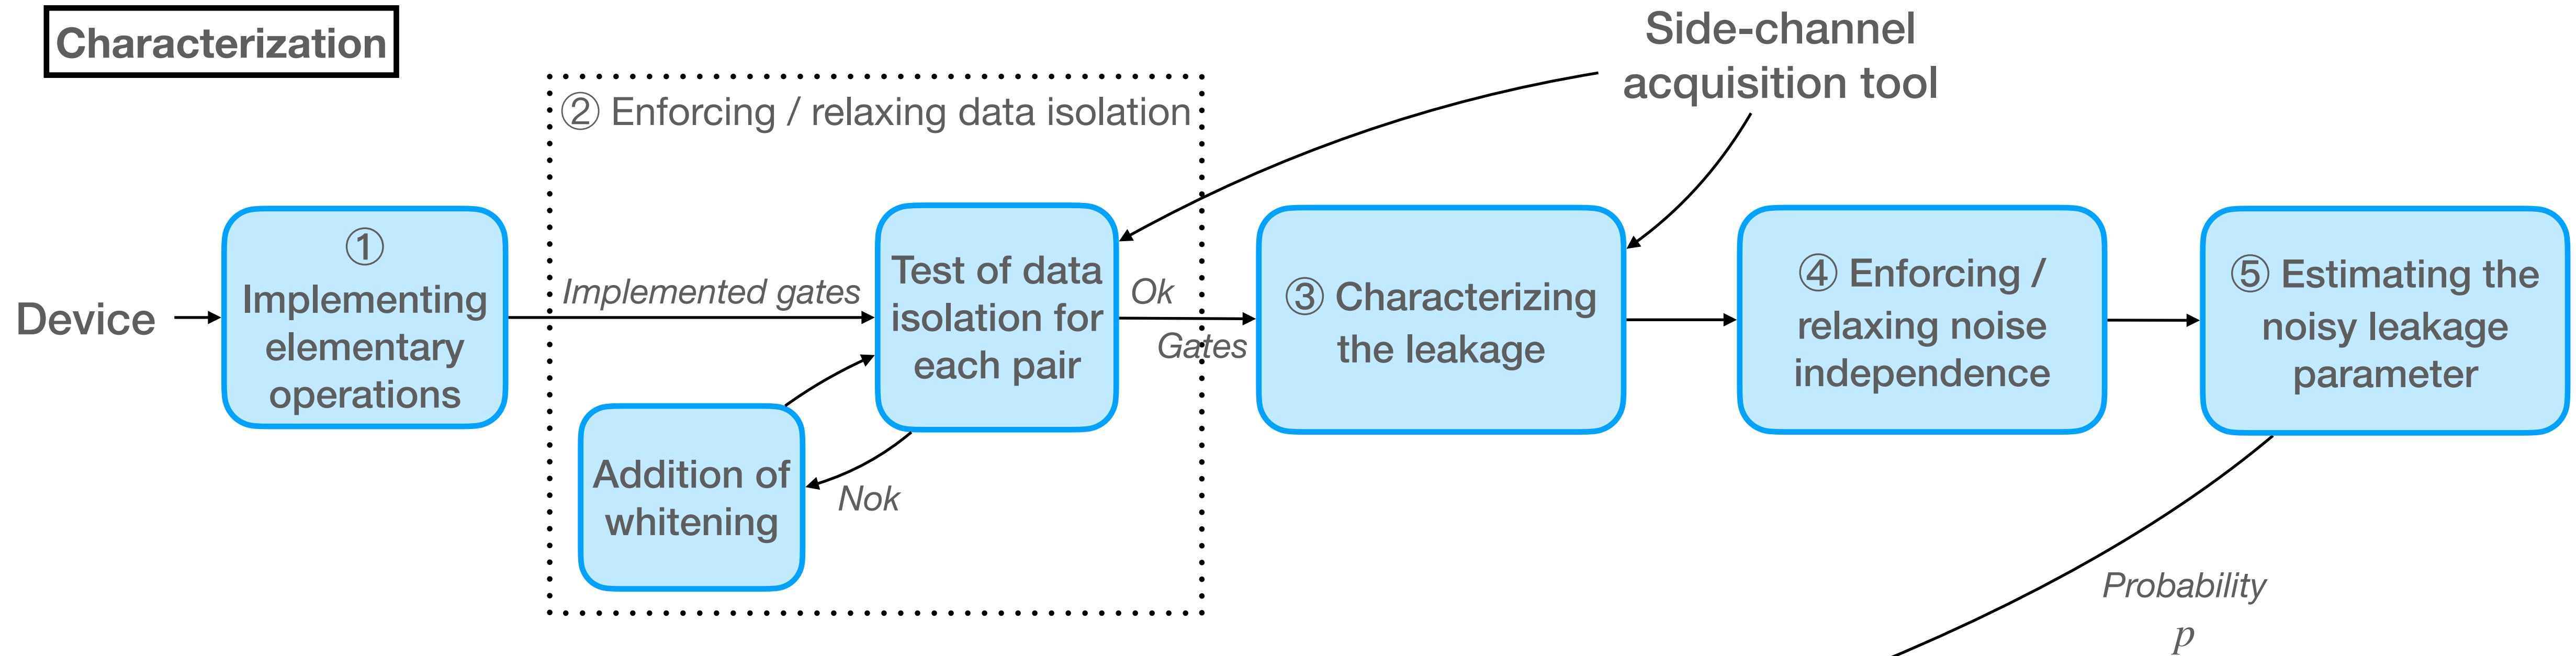 Characterization
Side-channel
acquisition tool
② Enforcing / relaxing data isolation
Device
①
Implementing
elementary
operations
Implemented gates
Test of data
isolation for
each pair
Ok
Gates
Addition of
whitening
Nok
③ Characterizing
the leakage
④ Enforcing /
relaxing noise
independence
⑤ Estimating the
noisy leakage
parameter
Probability
p